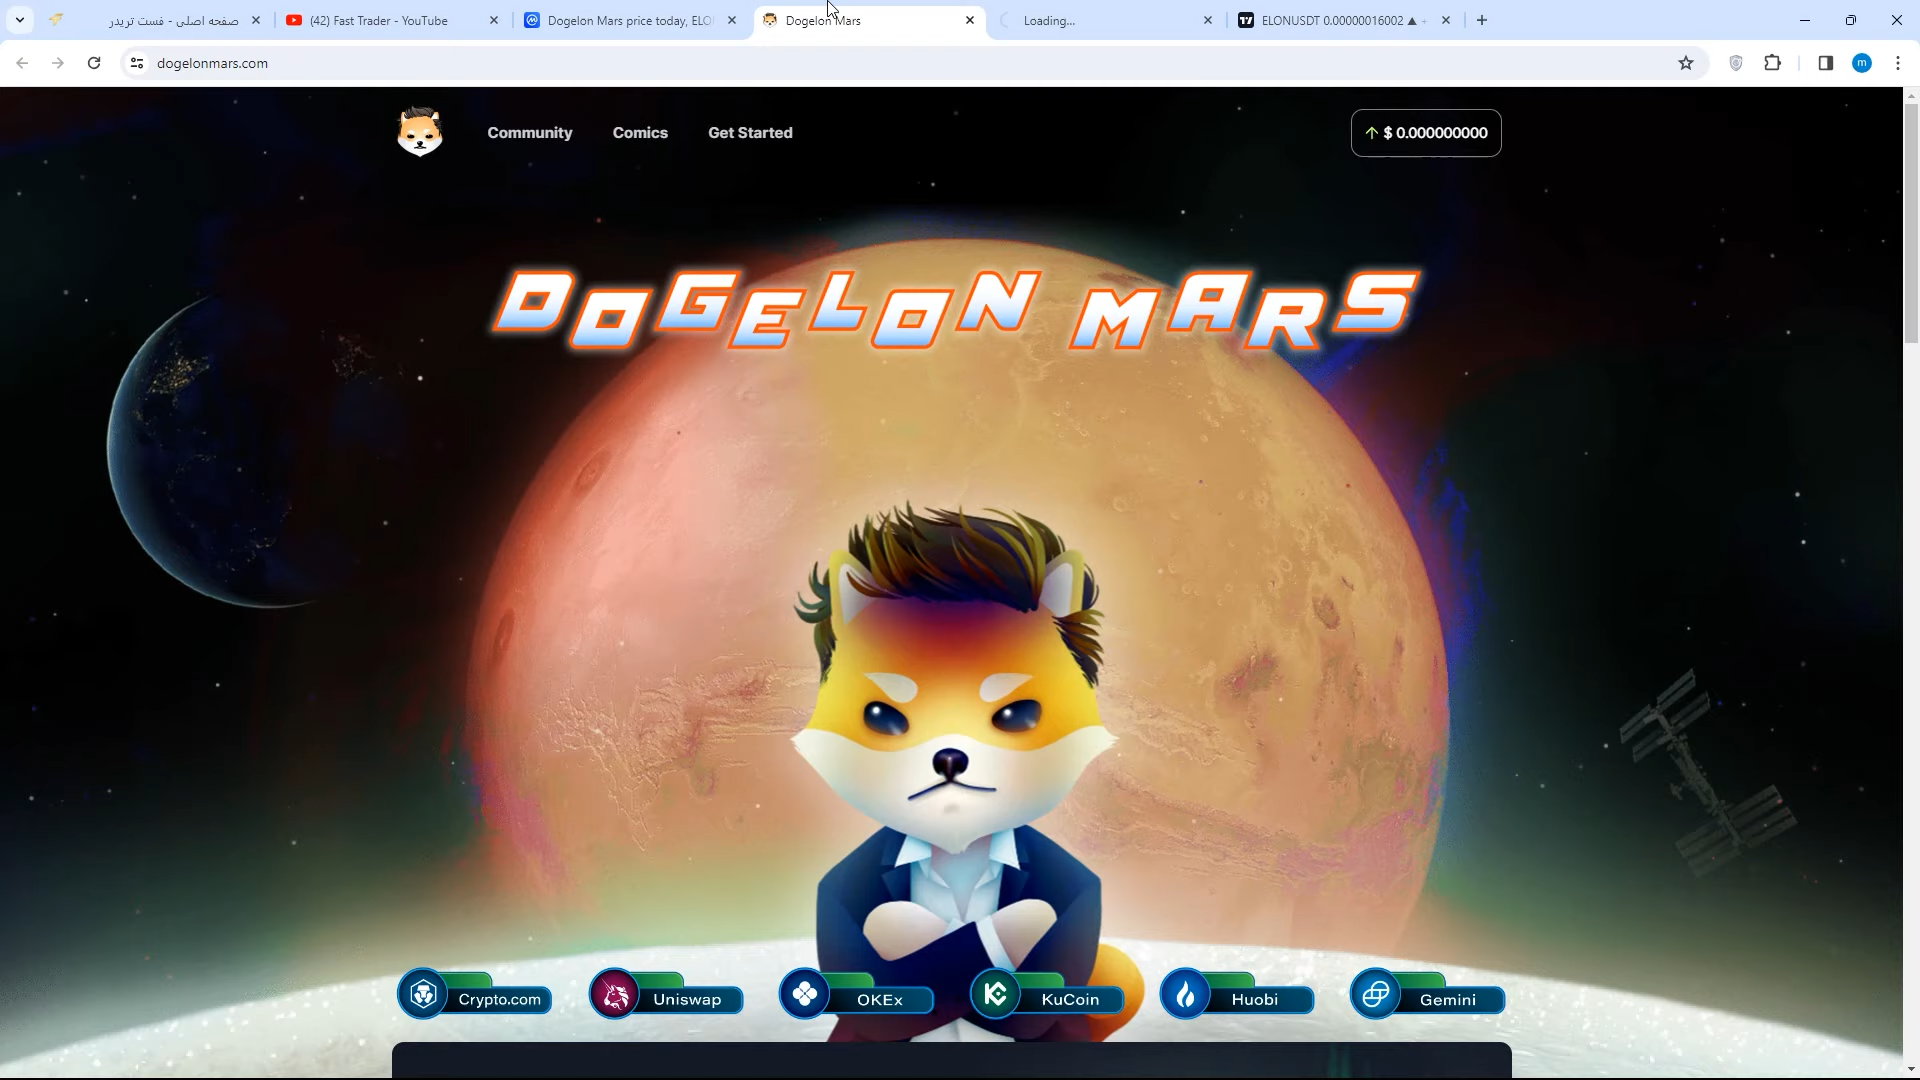 صفحه اصلی - فست تریدر
(42) Fast Trader - YouTube
Dogelon Mars price today, ELO
Dogelon Mars
Loading...
ELONUSDT 0.00000016002 ▲
dogelonmars.com
m
Community
Comics
Get Started
↑ $ 0.000000000
DOGELON MARS
Crypto.com
Uniswap
OKEx
KuCoin
Huobi
Gemini